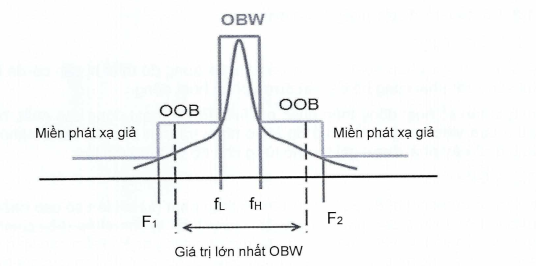 OBW
OOB OOB
Miền phát xạ giả Miền phát xạ giả
F1 fL fH F2
Giá trị lớn nhất OBW